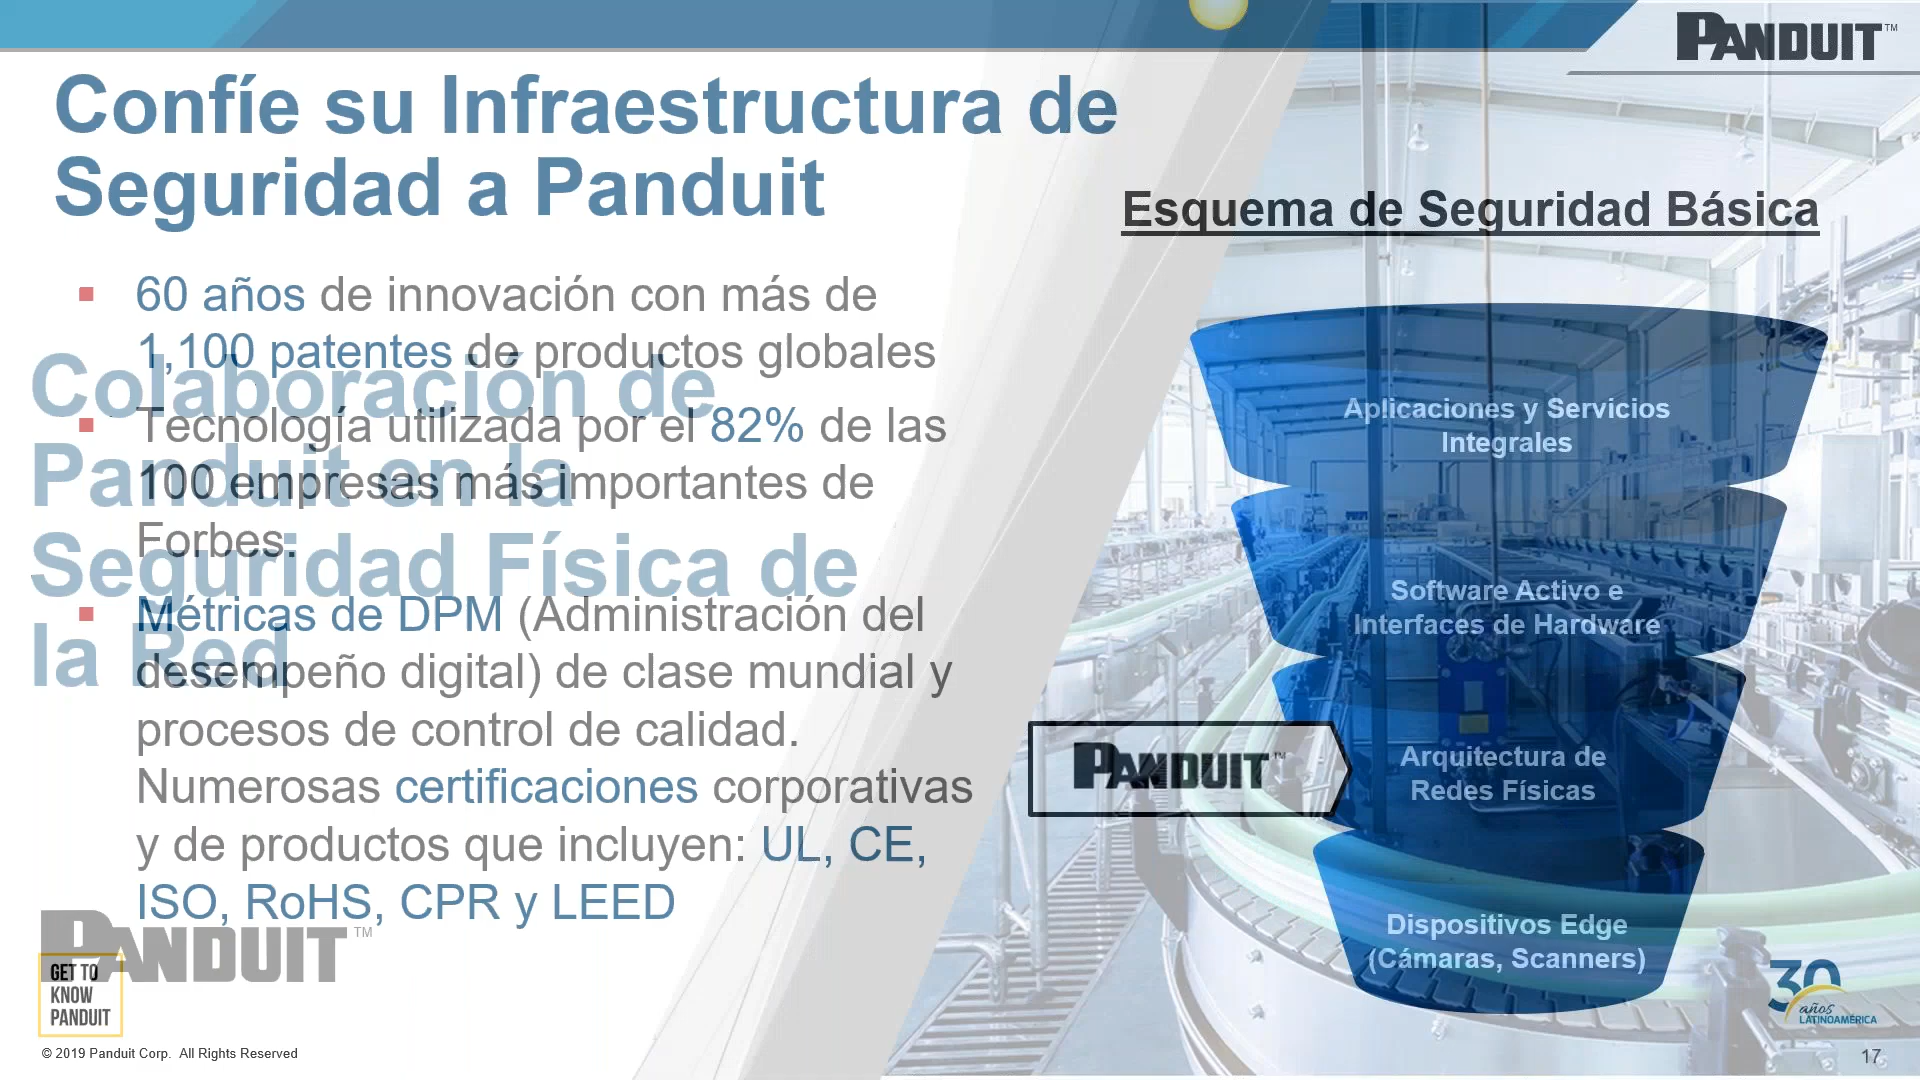 PANDUIT™
Confíe su Infraestructura de
Seguridad a Panduit
60 años de innovación con más de
1,100 patentes de productos globales
Tecnología utilizada por el 82% de las
100 empresas más importantes de
Forbes.
Métricas de DPM (Administración del
desempeño digital) de clase mundial y
procesos de control de calidad.
Numerosas certificaciones corporativas
y de productos que incluyen: UL, CE,
ISO, RoHS, CPR y LEED
Colaboración de
Panduit en la
Seguridad Física de
la Red
Esquema de Seguridad Básica
Aplicaciones y Servicios
Integrales
Software Activo e
Interfaces de Hardware
PANDUIT™
Arquitectura de
Redes Físicas
Dispositivos Edge
(Cámaras, Scanners)
PANDUIT™
GET TO
KNOW
PANDUIT
30
años
LATINOAMÉRICA
© 2019 Panduit Corp. All Rights Reserved
17